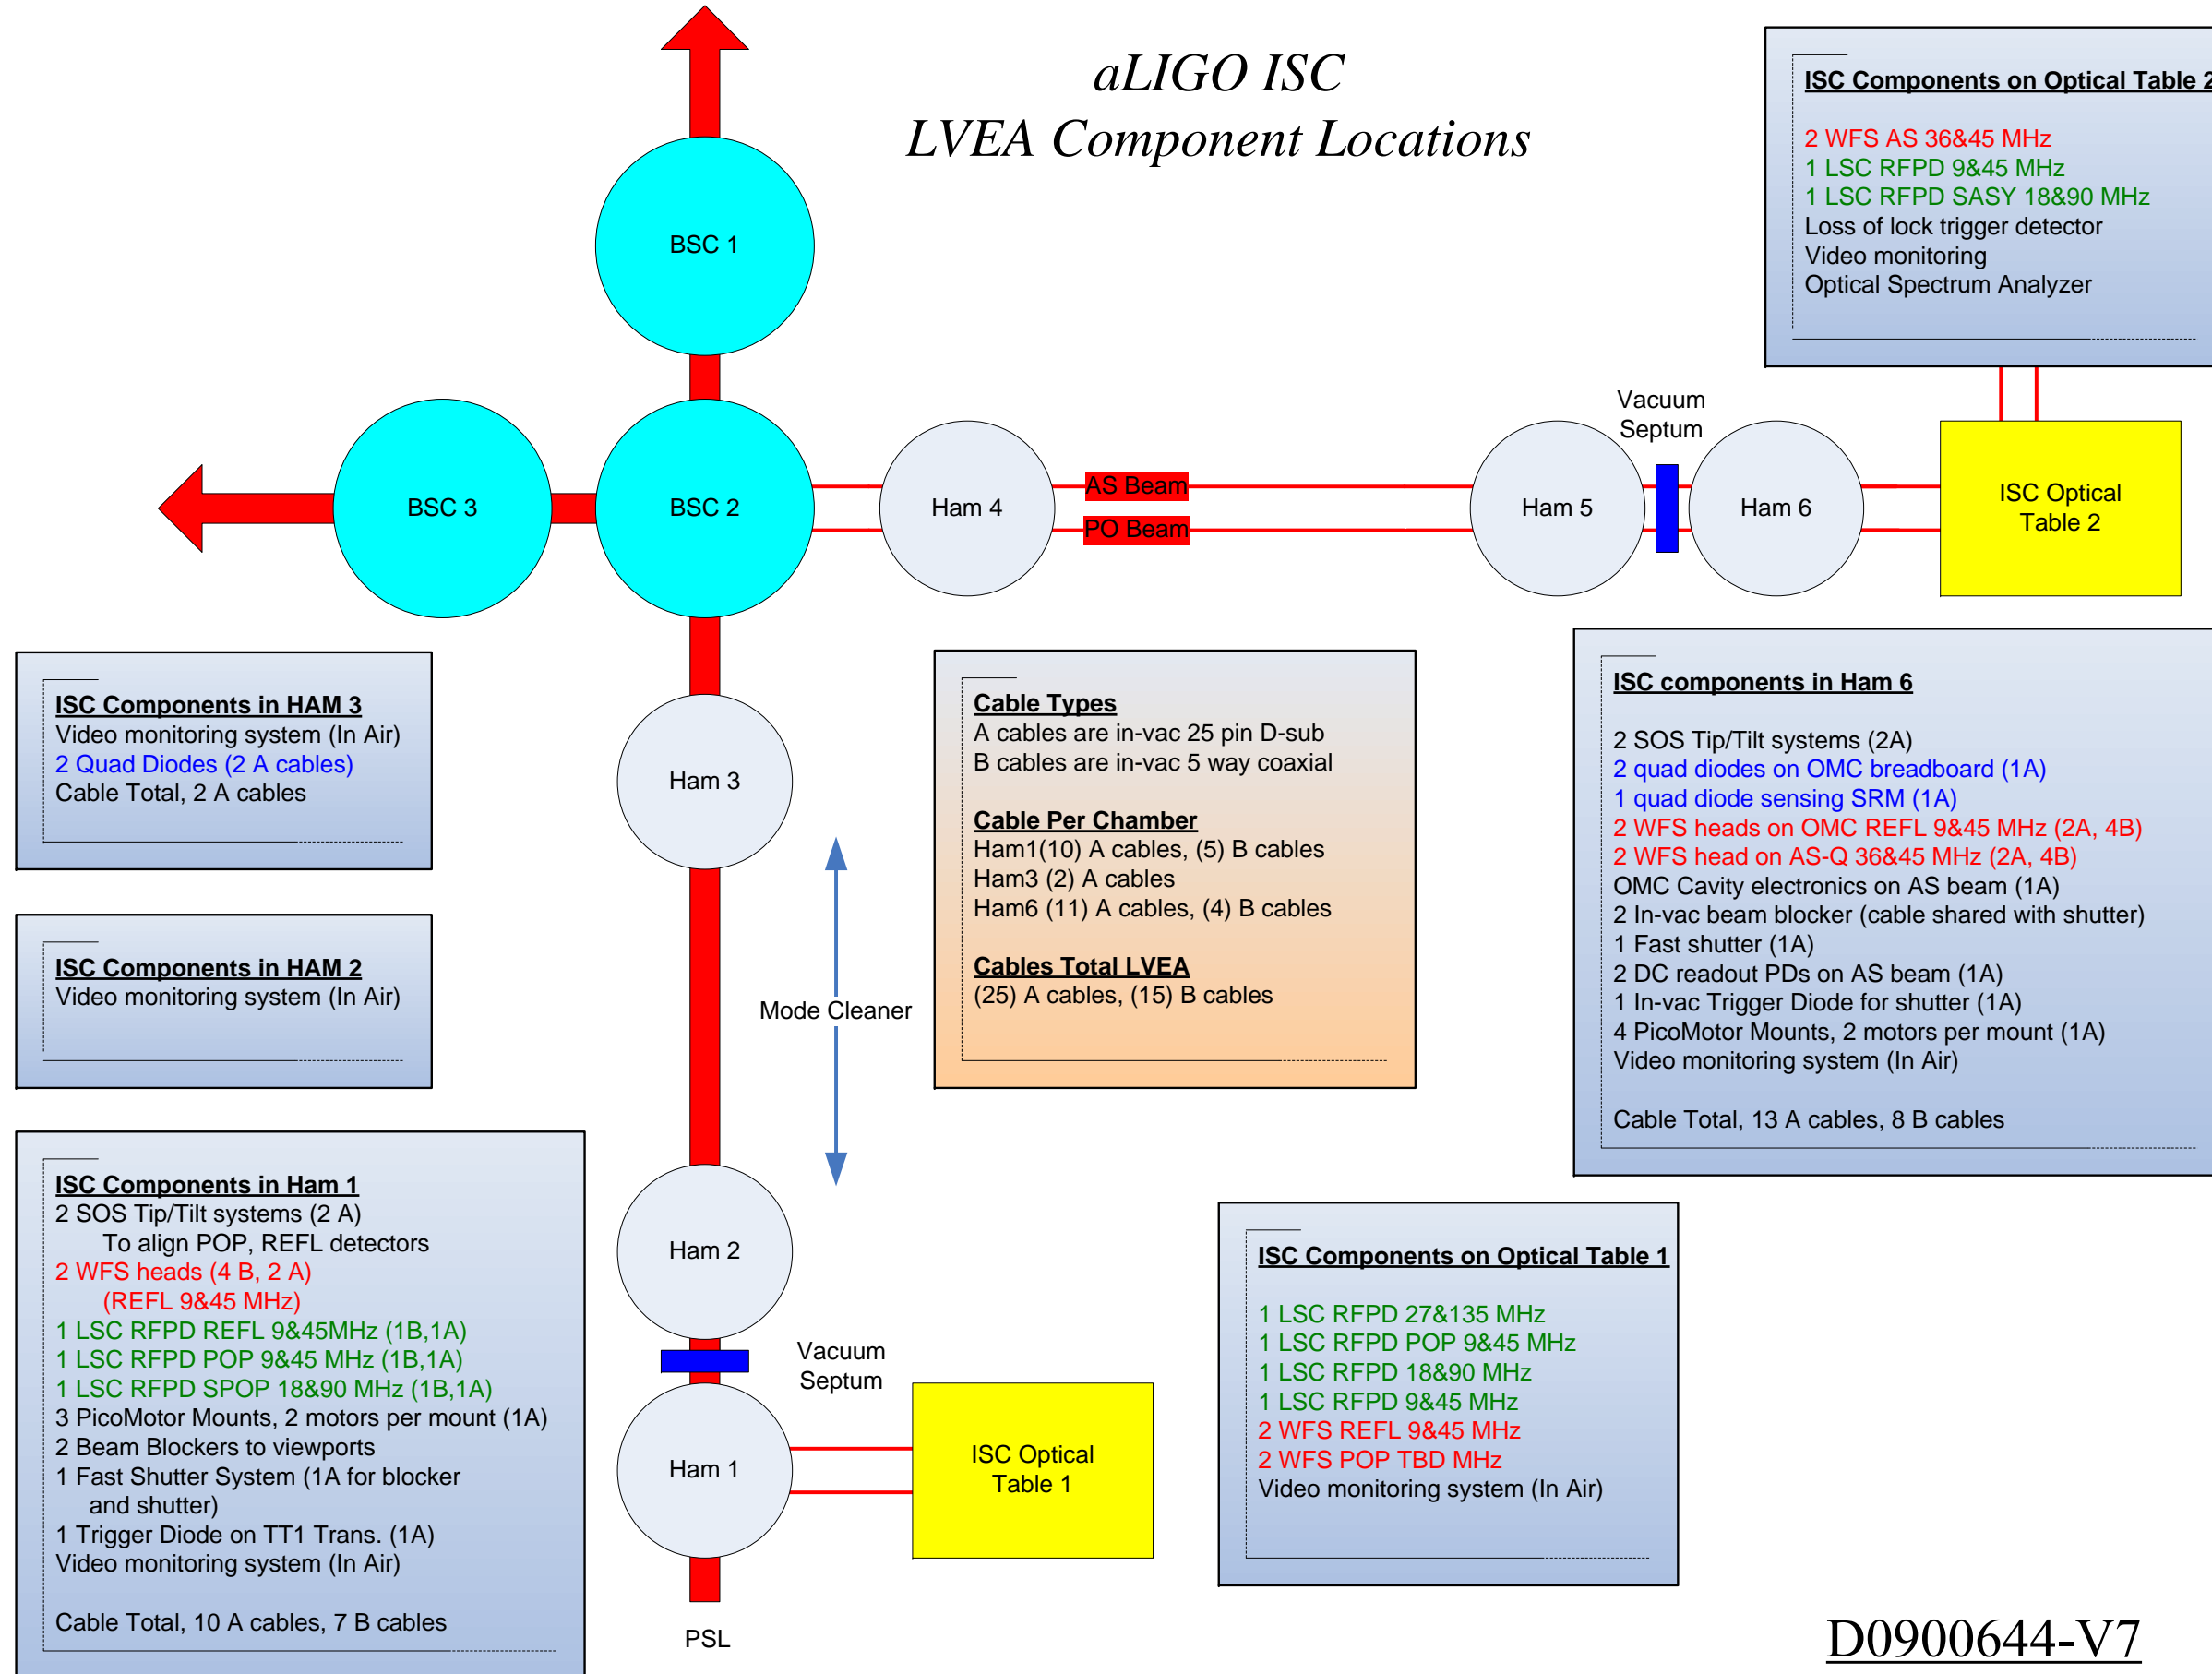 aLIGO ISC
LVEA Component Locations
ISC Components on Optical Table 2
2 WFS AS 36&45 MHz
1 LSC RFPD 9&45 MHz
1 LSC RFPD SASY 18&90 MHz
Loss of lock trigger detector
Video monitoring
Optical Spectrum Analyzer
BSC 1
BSC 3
BSC 2
Ham 4
AS Beam
PO Beam
Ham 5
Vacuum
Septum
Ham 6
ISC Optical
Table 2
ISC Components in HAM 3
Video monitoring system (In Air)
2 Quad Diodes (2 A cables)
Cable Total, 2 A cables
Ham 3
Cable Types
A cables are in-vac 25 pin D-sub
B cables are in-vac 5 way coaxial
Cable Per Chamber
Ham1(10) A cables, (5) B cables
Ham3 (2) A cables
Ham6 (11) A cables, (4) B cables
Cables Total LVEA
(25) A cables, (15) B cables
ISC components in Ham 6
2 SOS Tip/Tilt systems (2A)
2 quad diodes on OMC breadboard (1A)
1 quad diode sensing SRM (1A)
2 WFS heads on OMC REFL 9&45 MHz (2A, 4B)
2 WFS head on AS-Q 36&45 MHz (2A, 4B)
OMC Cavity electronics on AS beam (1A)
2 In-vac beam blocker (cable shared with shutter)
1 Fast shutter (1A)
2 DC readout PDs on AS beam (1A)
1 In-vac Trigger Diode for shutter (1A)
4 PicoMotor Mounts, 2 motors per mount (1A)
Video monitoring system (In Air)
Cable Total, 13 A cables, 8 B cables
ISC Components in HAM 2
Video monitoring system (In Air)
Mode Cleaner
ISC Components in Ham 1
2 SOS Tip/Tilt systems (2 A)
To align POP, REFL detectors
2 WFS heads (4 B, 2 A)
(REFL 9&45 MHz)
1 LSC RFPD REFL 9&45MHz (1B,1A)
1 LSC RFPD POP 9&45 MHz (1B,1A)
1 LSC RFPD SPOP 18&90 MHz (1B,1A)
3 PicoMotor Mounts, 2 motors per mount (1A)
2 Beam Blockers to viewports
1 Fast Shutter System (1A for blocker
and shutter)
1 Trigger Diode on TT1 Trans. (1A)
Video monitoring system (In Air)
Cable Total, 10 A cables, 7 B cables
Ham 2
Vacuum
Septum
Ham 1
ISC Optical
Table 1
PSL
ISC Components on Optical Table 1
1 LSC RFPD 27&135 MHz
1 LSC RFPD POP 9&45 MHz
1 LSC RFPD 18&90 MHz
1 LSC RFPD 9&45 MHz
2 WFS REFL 9&45 MHz
2 WFS POP TBD MHz
Video monitoring system (In Air)
D0900644-V7